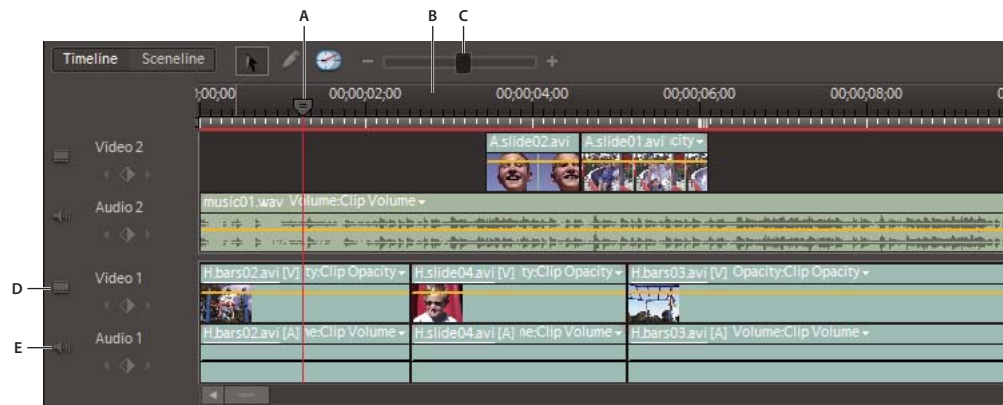 A B C
Timeline Sceneline
;00;00 00;00;02;00 00;00;04;00 00;00;06;00 00;00;08;00 0
Video 2
A.slide02.avi A.slide01.avi city
Audio 2
music01.wav Volume:Clip Volume
Video 1
H.bars02.avi [V] ty:Clip Opacity H.slide04.avi [V] ty:Clip Opacity H.bars03.avi [V] Opacity:Clip Opacity
D
Audio 1
H.bars02.avi [A] ne:Clip Volume H.slide04.avi [A] ne:Clip Volume H.bars03.avi [A] Volume:Clip Volume
E